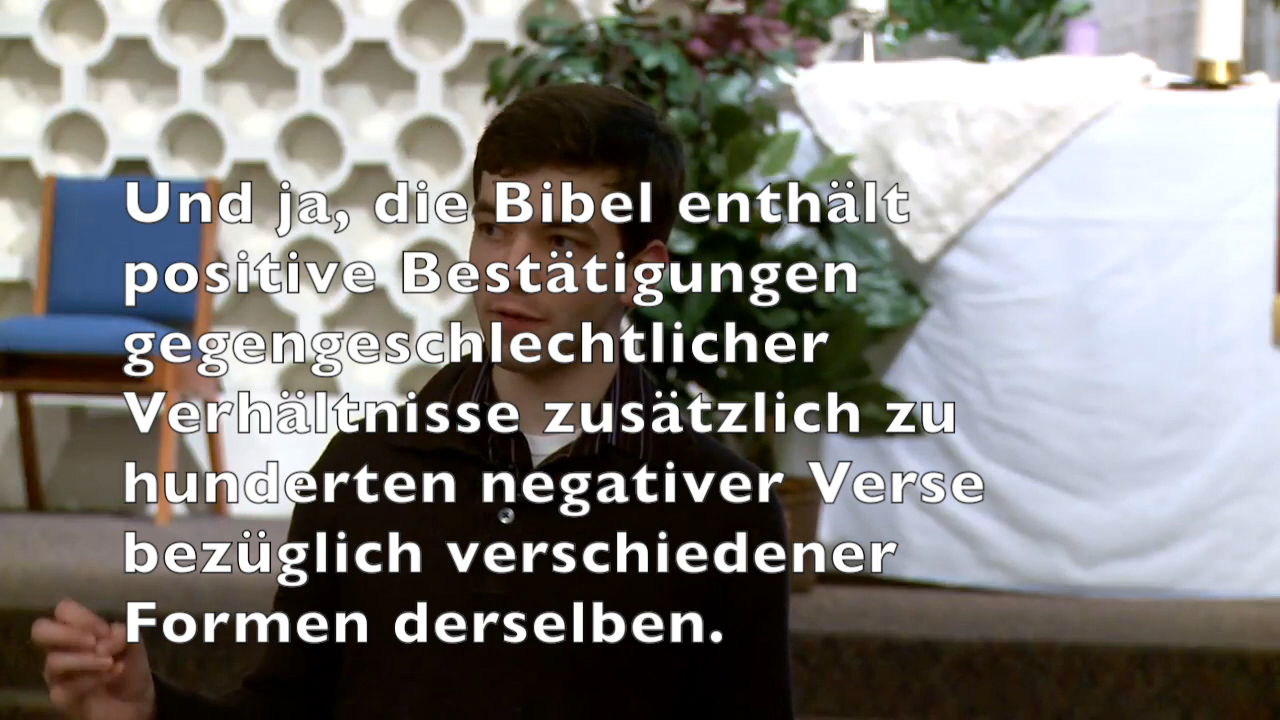 Und ja, die Bibel enthält
positive Bestätigungen
gegengeschlechtlicher
Verhältnisse zusätzlich zu
hunderten negativer Verse
bezüglich verschiedener
Formen derselben.